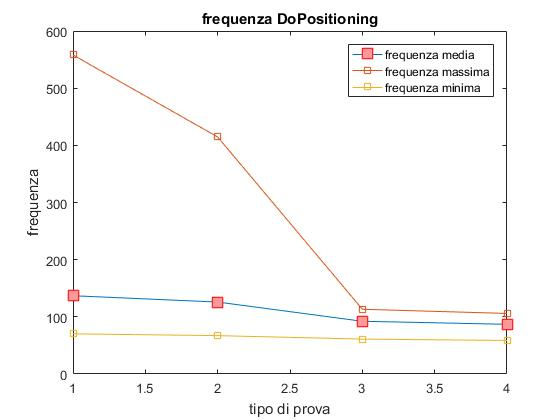 frequenza DoPositioning
600
500
400
300
200
100
0
frequenza
frequenza media
frequenza massima
frequenza minima
1
1.5
2
2.5
3
3.5
4
tipo di prova